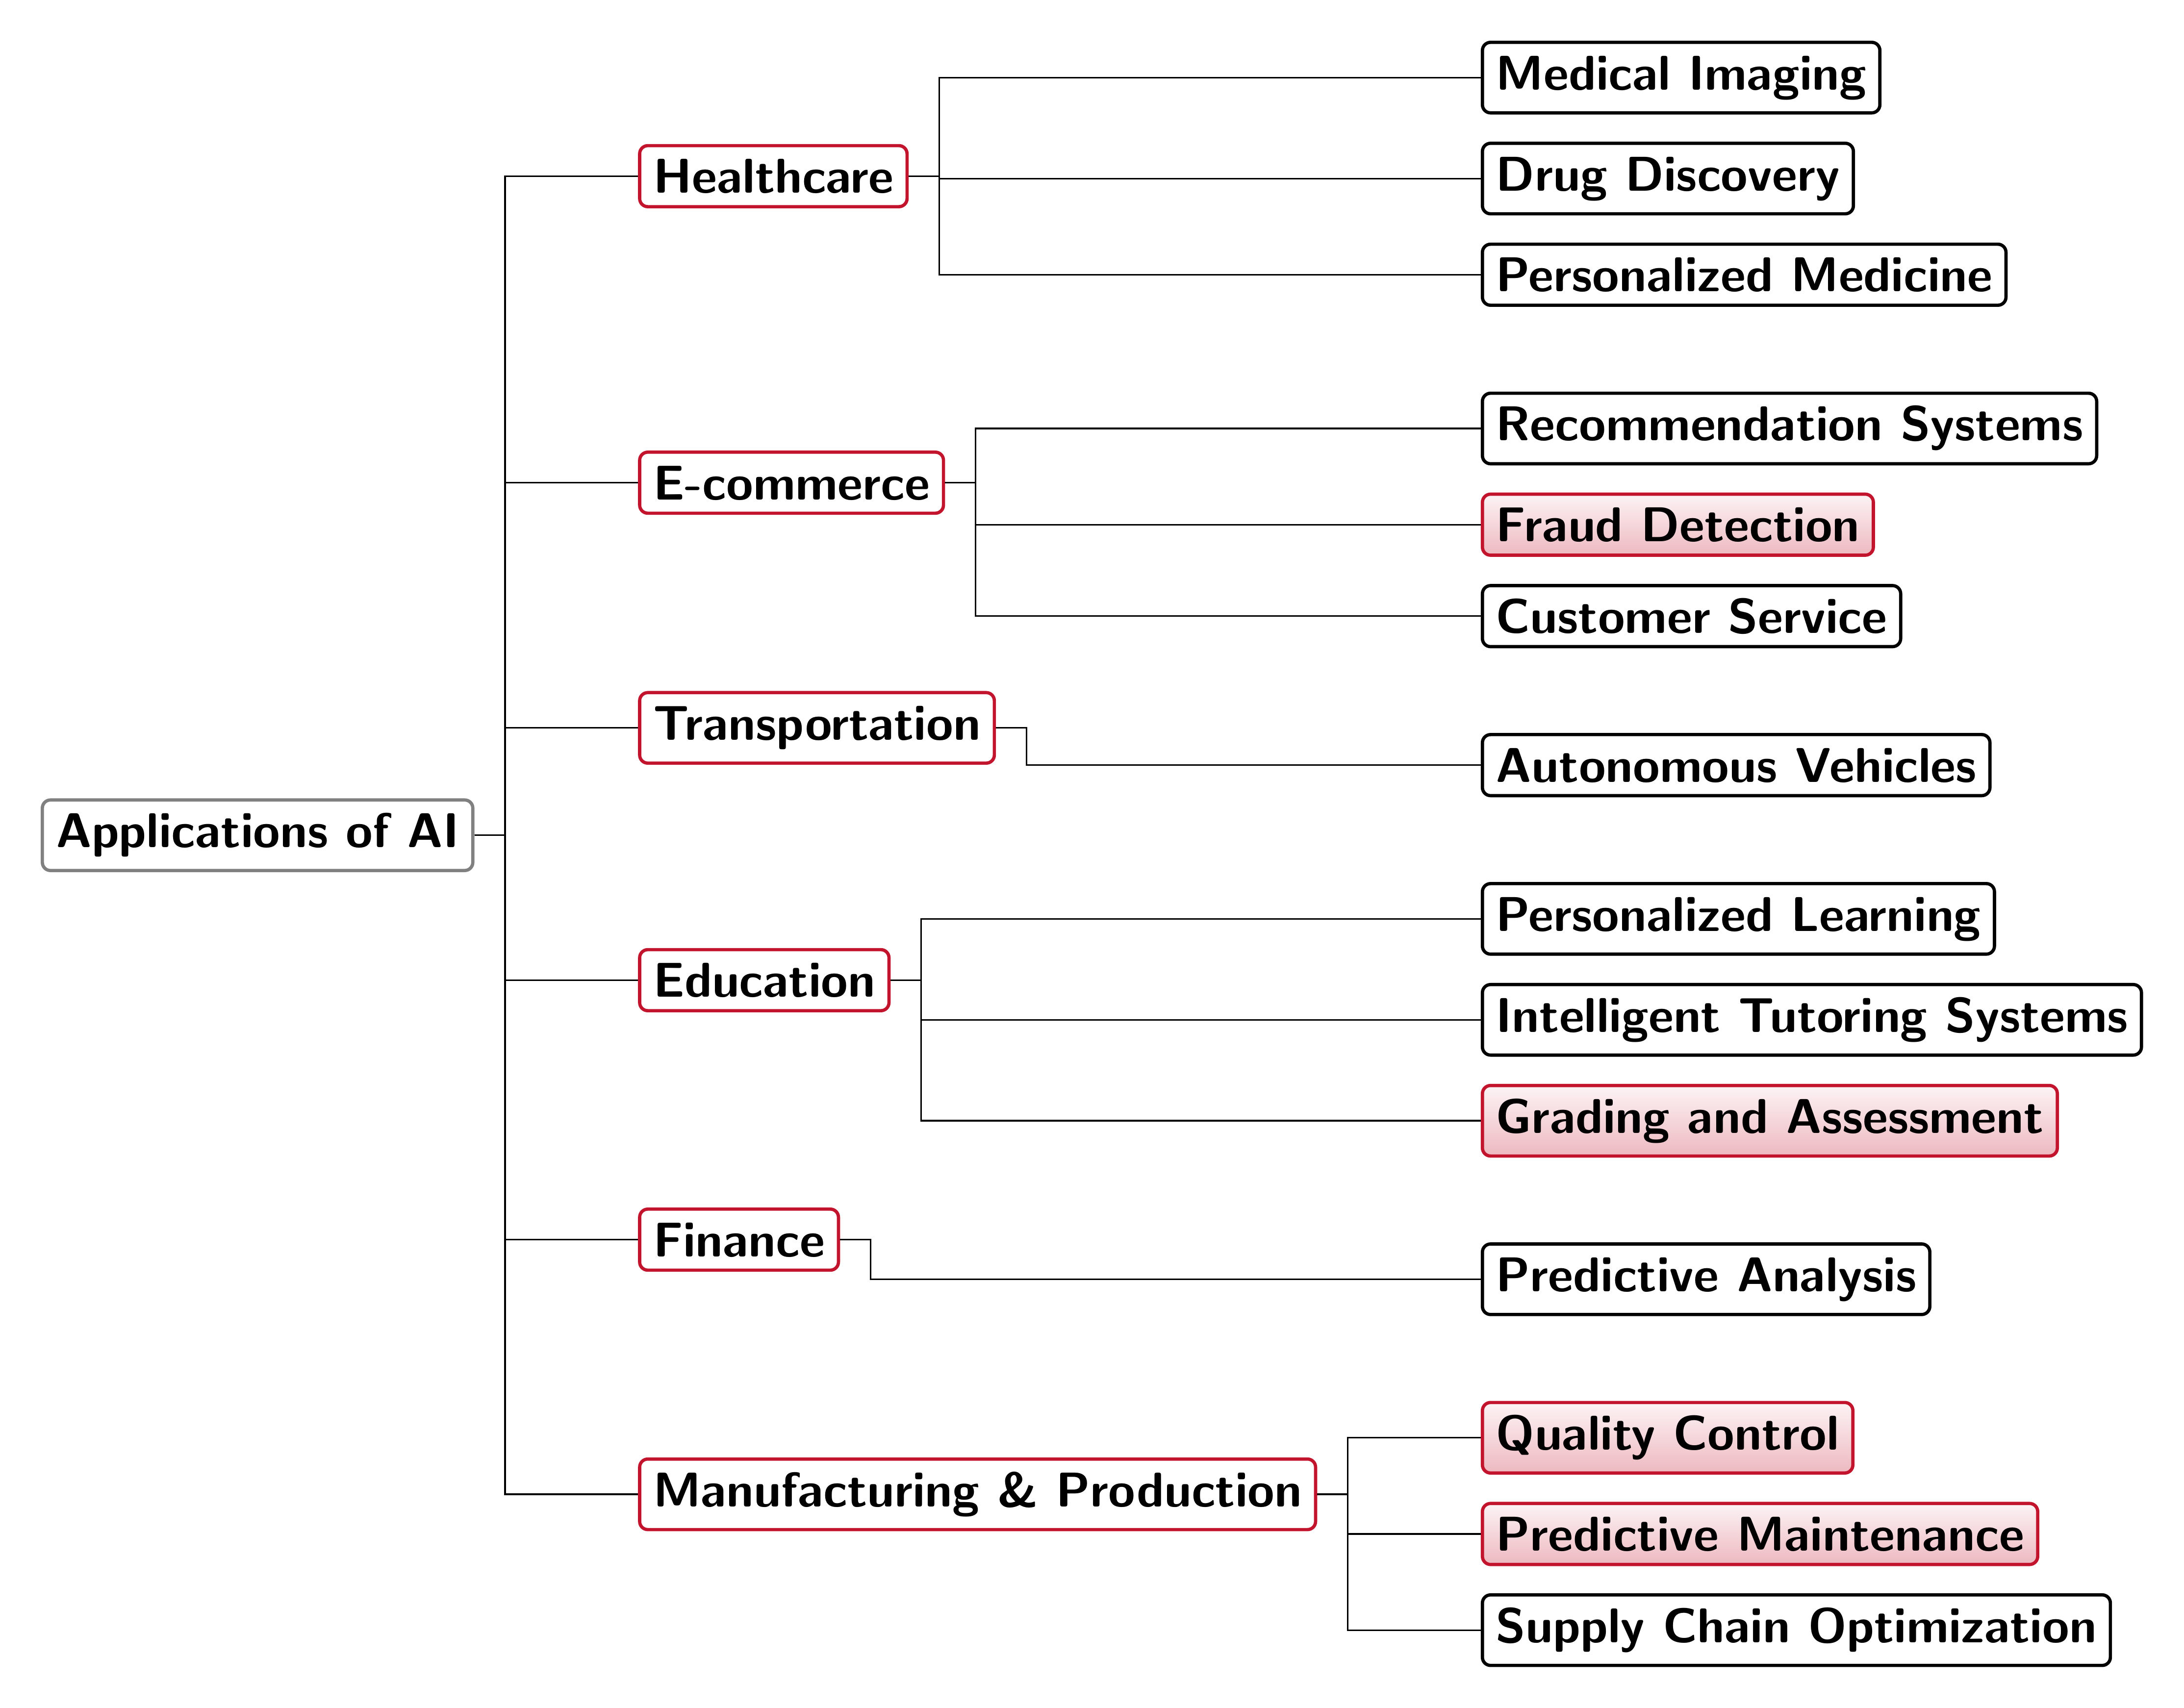 Applications of AI
Healthcare
Medical Imaging
Drug Discovery
Personalized Medicine
E-commerce
Recommendation Systems
Fraud Detection
Customer Service
Transportation
Autonomous Vehicles
Education
Personalized Learning
Intelligent Tutoring Systems
Grading and Assessment
Finance
Predictive Analysis
Manufacturing & Production
Quality Control
Predictive Maintenance
Supply Chain Optimization